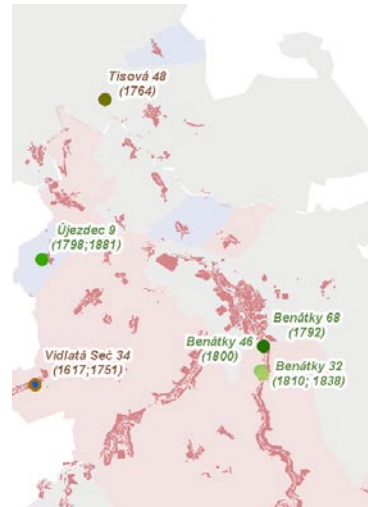 Tisová 48
(1764)
Újezdec 9
(1798;1881)
Benátky 68
(1792)
Benátky 46
(1800)
Vidlatá Seč 34
(1617;1751)
Benátky 32
(1810; 1838)